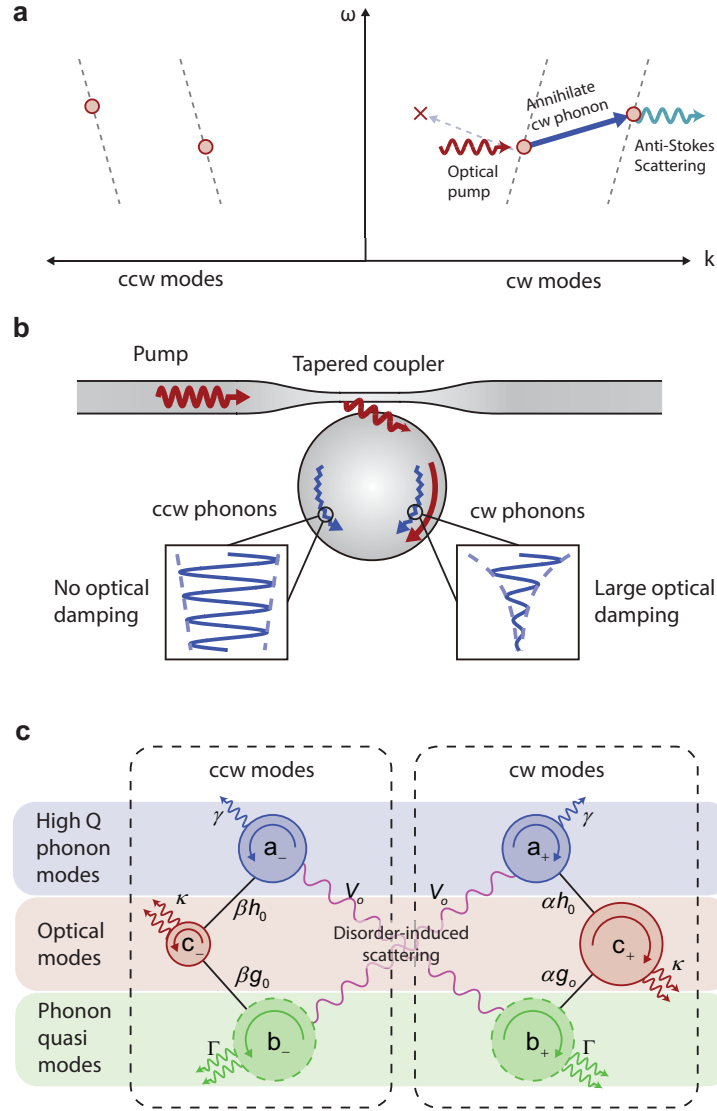 a
ω
Annihilate
cw phonon
Optical
pump
Anti-Stokes
Scattering
k
ccw modes
cw modes
b
Pump
Tapered coupler
ccw phonons
cw phonons
No optical
damping
Large optical
damping
c
ccw modes
cw modes
High Q
phonon
modes
γ
a₋
a₊
γ
V₀
V₀
βh₀
αh₀
Optical
modes
κ
c₋
Disorder-induced
scattering
c₊
κ
βg₀
αgₒ
Phonon
quasi
modes
Γ
b₋
b₊
Γ